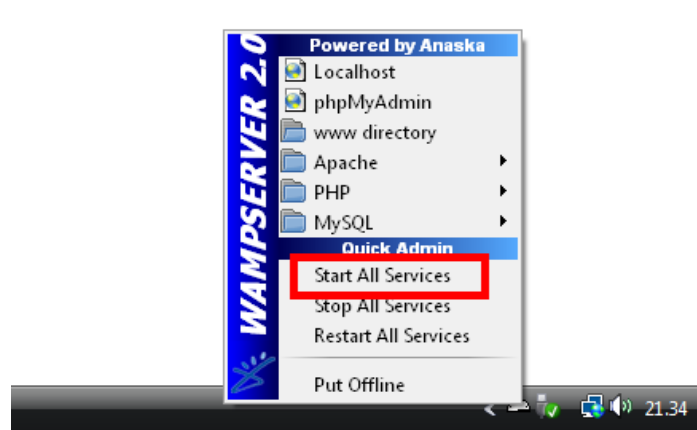 WAMPSERVER 2.0
Powered by Anaska
Localhost
phpMyAdmin
www directory
Apache
PHP
MySQL
Quick Admin
Start All Services
Stop All Services
Restart All Services
Put Offline
21.34